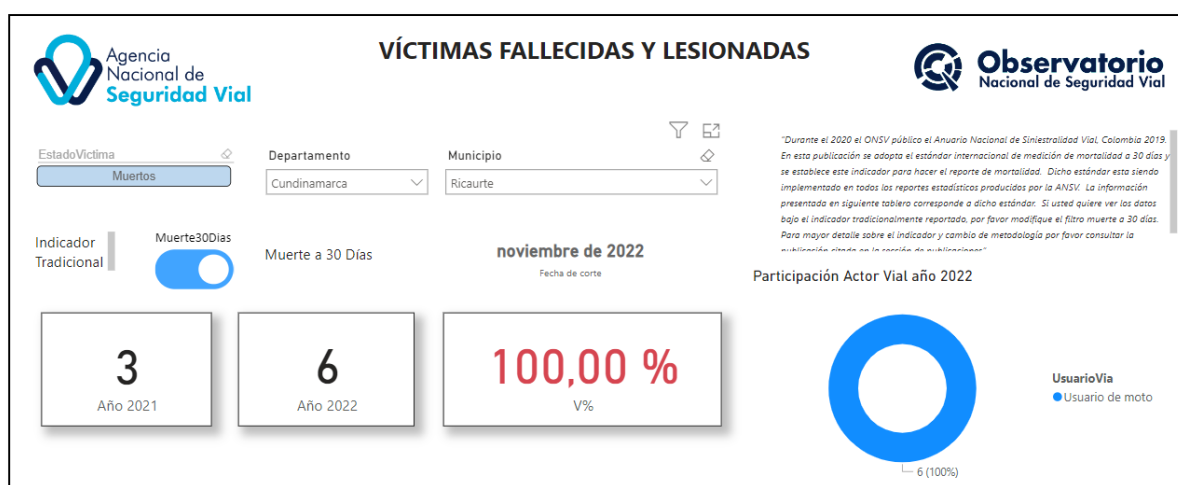 Agencia
Nacional de
Seguridad Vial
VÍCTIMAS FALLECIDAS Y LESIONADAS
Observatorio
Nacional de Seguridad Vial
EstadoVictima
Muertos
Departamento
Cundinamarca
Municipio
Ricaurte
"Durante el 2020 el ONSV público el Anuario Nacional de Siniestralidad Vial, Colombia 2019.
En esta publicación se adopta el estándar internacional de medición de mortalidad a 30 días y
se establece este indicador para hacer el reporte de mortalidad. Dicho estándar esta siendo
implementado en todos los reportes estadísticos producidos por la ANSV. La información
presentada en siguiente tablero corresponde a dicho estándar. Si usted quiere ver los datos
bajo el indicador tradicionalmente reportado, por favor modifique el filtro muerte a 30 días.
Para mayor detalle sobre el indicador y cambio de metodología por favor consultar la
publicación citada en la sección de publicaciones"
Indicador
Tradicional
Muerte30Dias
Muerte a 30 Días
noviembre de 2022
Fecha de corte
3
Año 2021
6
Año 2022
100,00 %
V%
Participación Actor Vial año 2022
UsuarioVia
Usuario de moto
6 (100%)